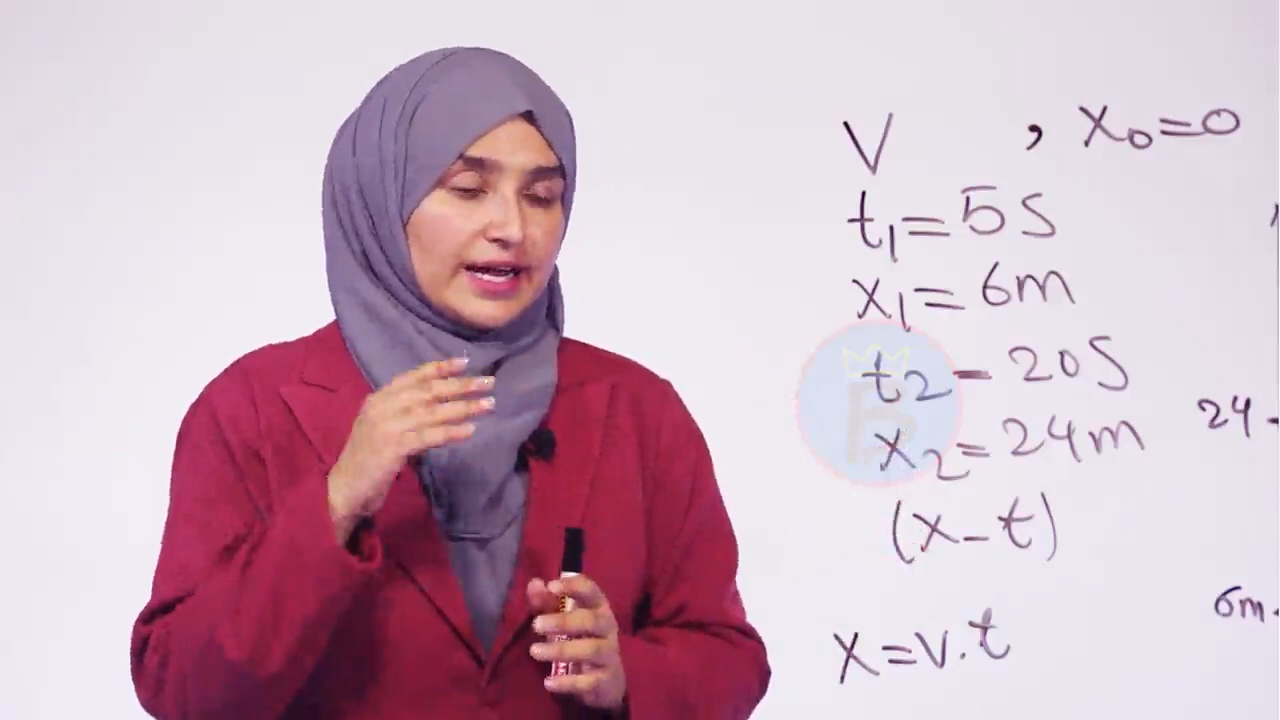 V , x₀=0
t₁=5s
x₁=6m
t₂-20s
x₂=24m
(x-t)
x=v.t
24-
6m-